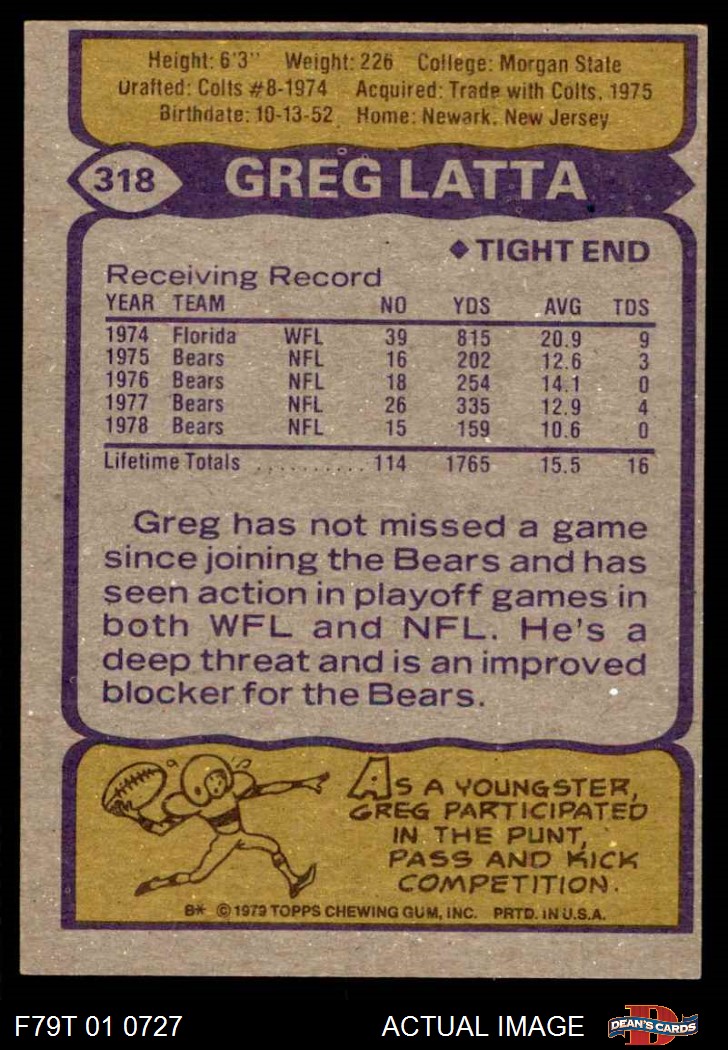 Height: 6'3" Weight: 226 College: Morgan State
Drafted: Colts #8-1974 Acquired: Trade with Colts, 1975
Birthdate: 10-13-52 Home: Newark, New Jersey
318 GREG LATTA
◆ TIGHT END
Receiving Record
YEAR TEAM NO YDS AVG TDS
1974 Florida WFL 39 815 20.9 9
1975 Bears NFL 16 202 12.6 3
1976 Bears NFL 18 254 14.1 0
1977 Bears NFL 26 335 12.9 4
1978 Bears NFL 15 159 10.6 0
Lifetime Totals .......... 114 1765 15.5 16
Greg has not missed a game
since joining the Bears and has
seen action in playoff games in
both WFL and NFL. He's a
deep threat and is an improved
blocker for the Bears.
AS A YOUNGSTER,
GREG PARTICIPATED
IN THE PUNT,
PASS AND KICK
COMPETITION.
B* © 1979 TOPPS CHEWING GUM, INC. PRTD. IN U.S.A.
F79T 01 0727 ACTUAL IMAGE DEAN'S CARDS